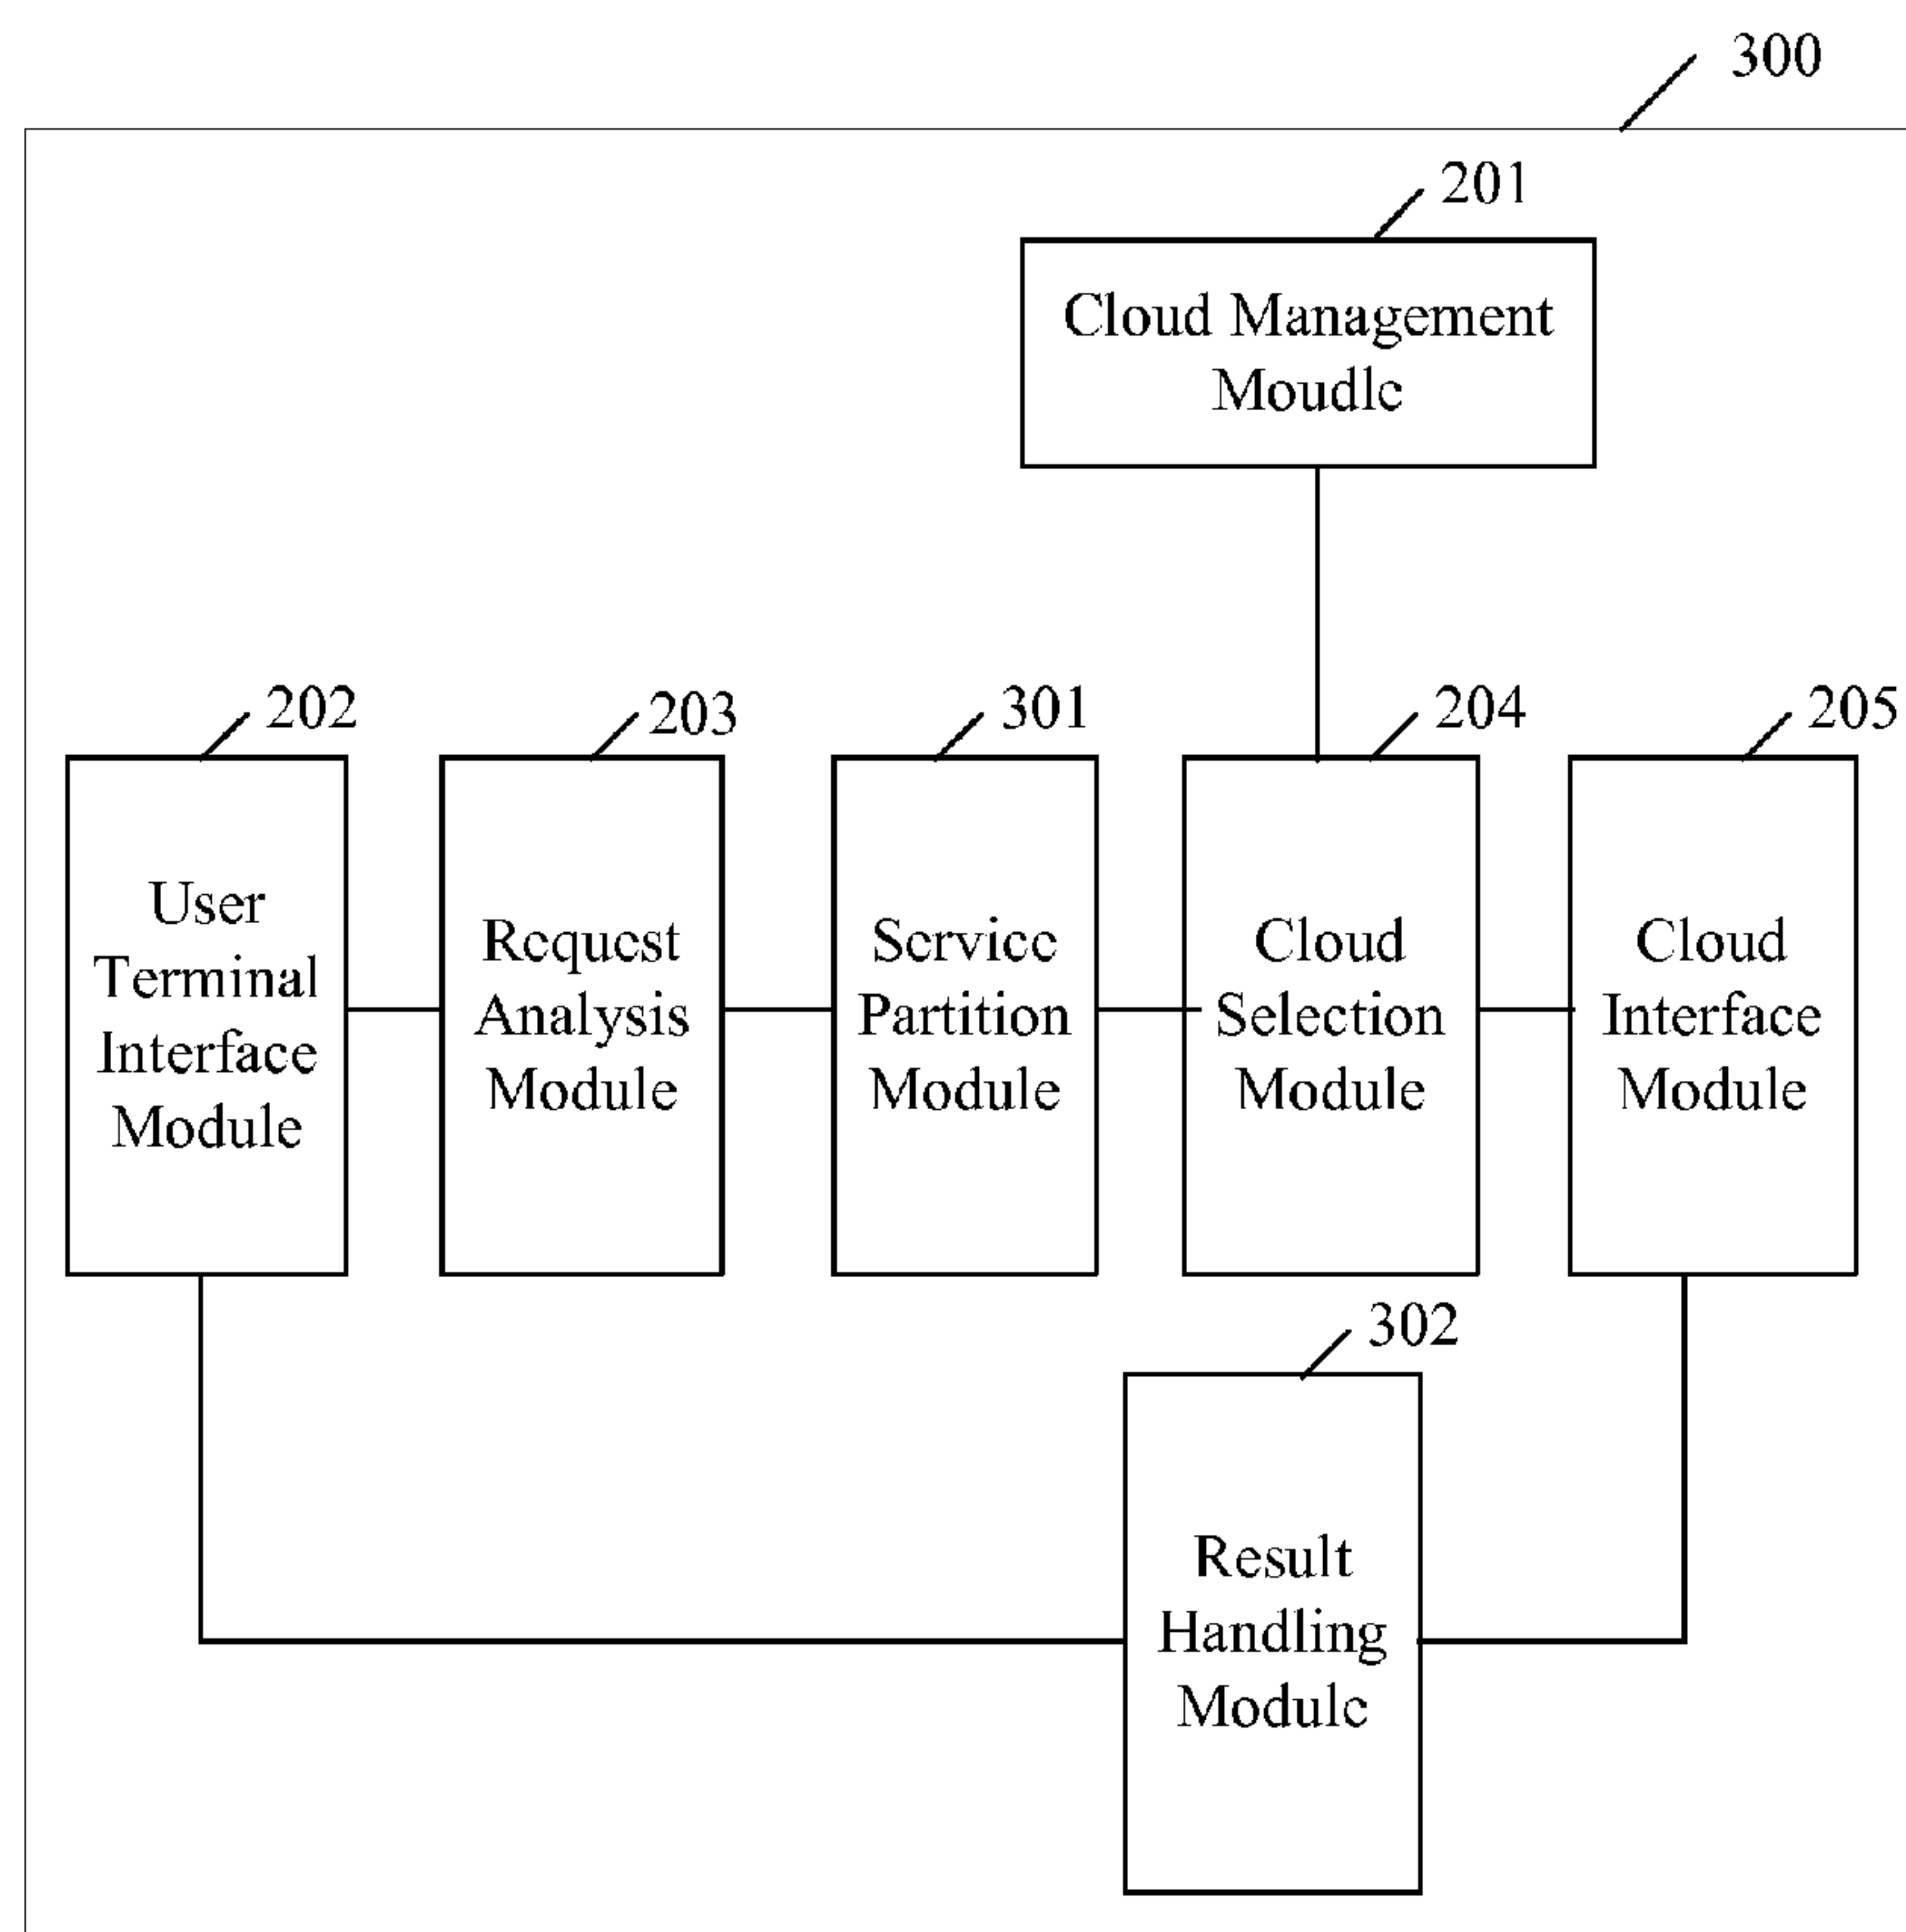 300
201
Cloud Management
Moudle
202
203
301
204
205
User
Terminal
Interface
Module
Request
Analysis
Module
Service
Partition
Module
Cloud
Selection
Module
Cloud
Interface
Module
302
Result
Handling
Module